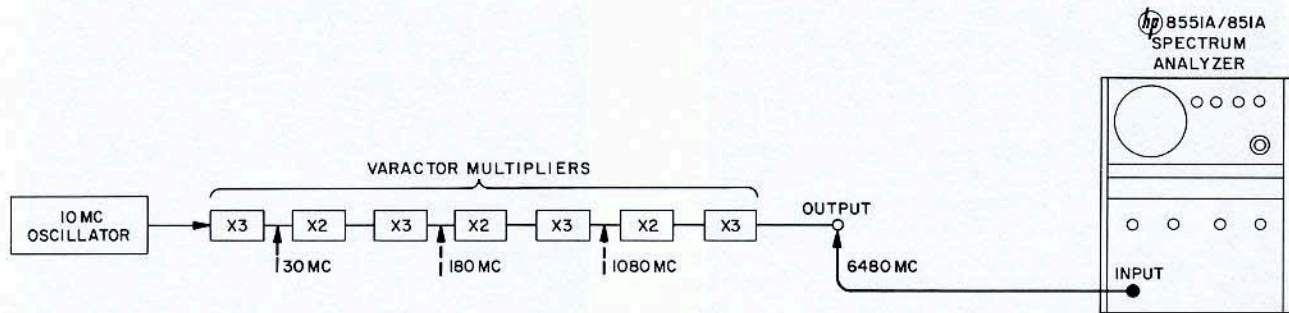 hp 8551A/851A
SPECTRUM
ANALYZER
VARACTOR MULTIPLIERS
10 MC
OSCILLATOR
X3
X2
X3
X2
X3
X2
X3
OUTPUT
30 MC
180 MC
1080 MC
6480 MC
INPUT